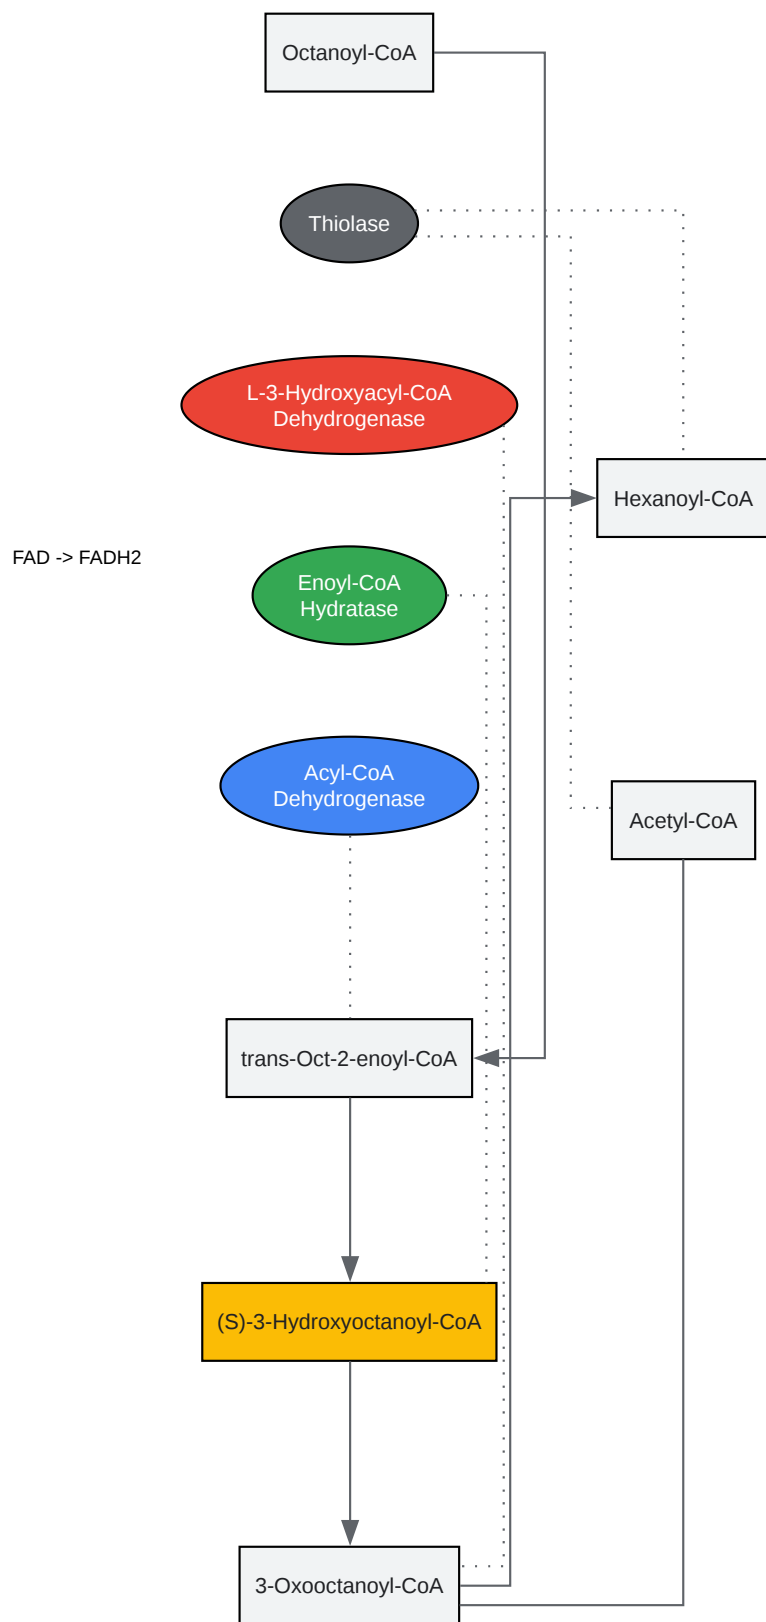 Octanoyl-CoA
Thiolase
L-3-Hydroxyacyl-CoA
Dehydrogenase
Hexanoyl-CoA
FAD -> FADH2
Enoyl-CoA
Hydratase
Acyl-CoA
Dehydrogenase
Acetyl-CoA
trans-Oct-2-enoyl-CoA
(S)-3-Hydroxyoctanoyl-CoA
3-Oxooctanoyl-CoA